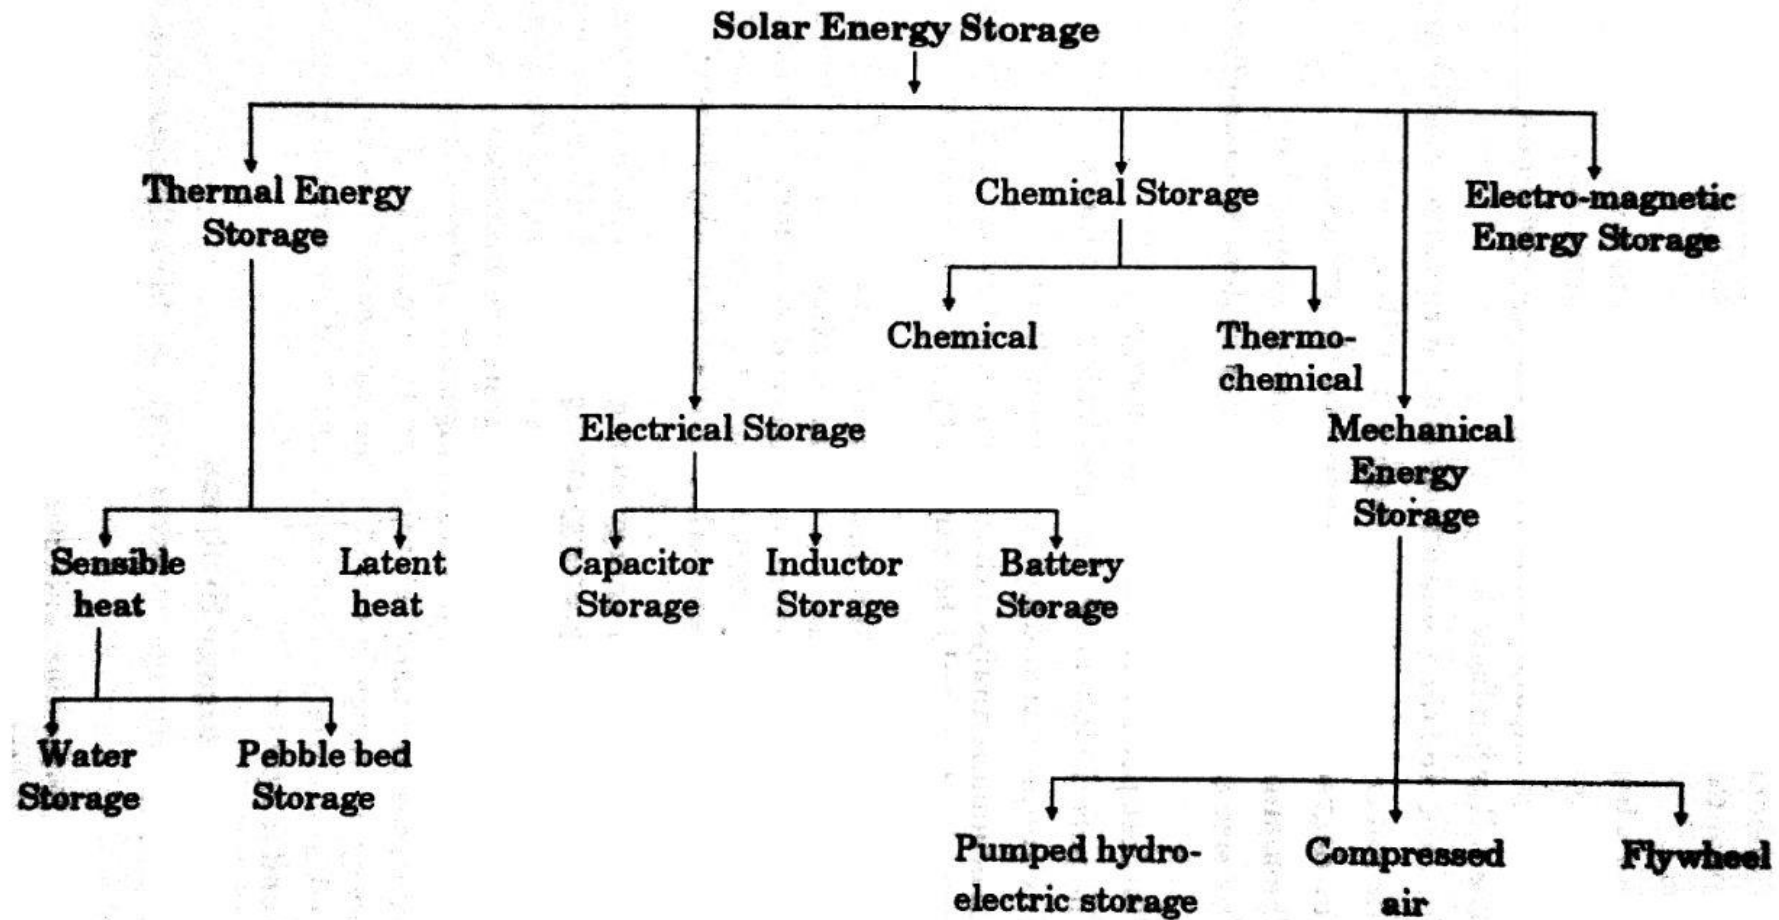 Solar Energy Storage
Thermal Energy
Storage
Chemical Storage
Electro-magnetic
Energy Storage
Chemical
Thermo-
chemical
Electrical Storage
Mechanical
Energy
Storage
Sensible
heat
Latent
heat
Capacitor
Storage
Inductor
Storage
Battery
Storage
Water
Storage
Pebble bed
Storage
Pumped hydro-
electric storage
Compressed
air
Flywheel